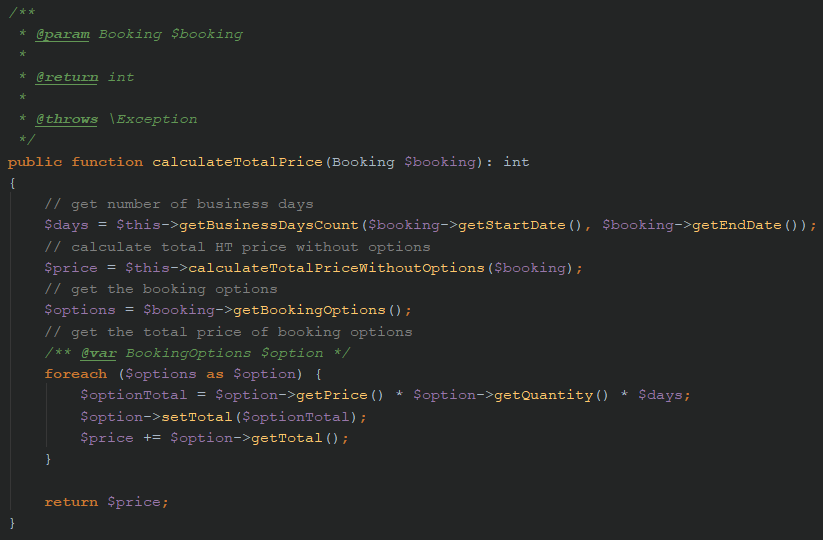 /**
 * @param Booking $booking
 *
 * @return int
 *
 * @throws \Exception
 */
public function calculateTotalPrice(Booking $booking): int
{
    // get number of business days
    $days = $this->getBusinessDaysCount($booking->getStartDate(), $booking->getEndDate());
    // calculate total HT price without options
    $price = $this->calculateTotalPriceWithoutOptions($booking);
    // get the booking options
    $options = $booking->getBookingOptions();
    // get the total price of booking options
    /** @var BookingOptions $option */
    foreach ($options as $option) {
        $optionTotal = $option->getPrice() * $option->getQuantity() * $days;
        $option->setTotal($optionTotal);
        $price += $option->getTotal();
    }

    return $price;
}